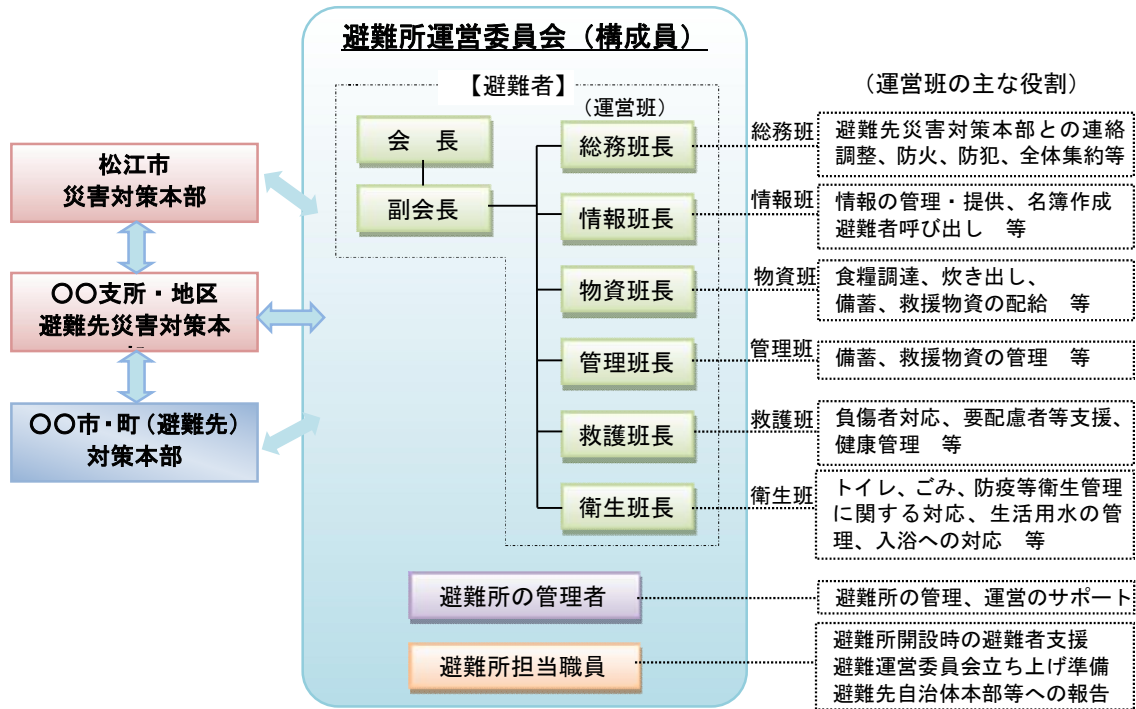 避難所運営委員会（構成員）
【避難者】
（運営班）
会　長
副会長
総務班長
情報班長
物資班長
管理班長
救護班長
衛生班長
避難所の管理者
避難所担当職員
松江市
災害対策本部
〇〇支所・地区
避難先災害対策本
〇〇市・町（避難先）
対策本部
（運営班の主な役割）
総務班
避難先災害対策本部との連絡
調整、防火、防犯、全体集約等
情報班
情報の管理・提供、名簿作成
避難者呼び出し　等
物資班
食糧調達、炊き出し、
備蓄、救援物資の配給　等
管理班
備蓄、救援物資の管理　等
救護班
負傷者対応、要配慮者等支援、
健康管理　等
衛生班
トイレ、ごみ、防疫等衛生管理
に関する対応、生活用水の管
理、入浴への対応　等
避難所の管理、運営のサポート
避難所開設時の避難者支援
避難運営委員会立ち上げ準備
避難先自治体本部等への報告